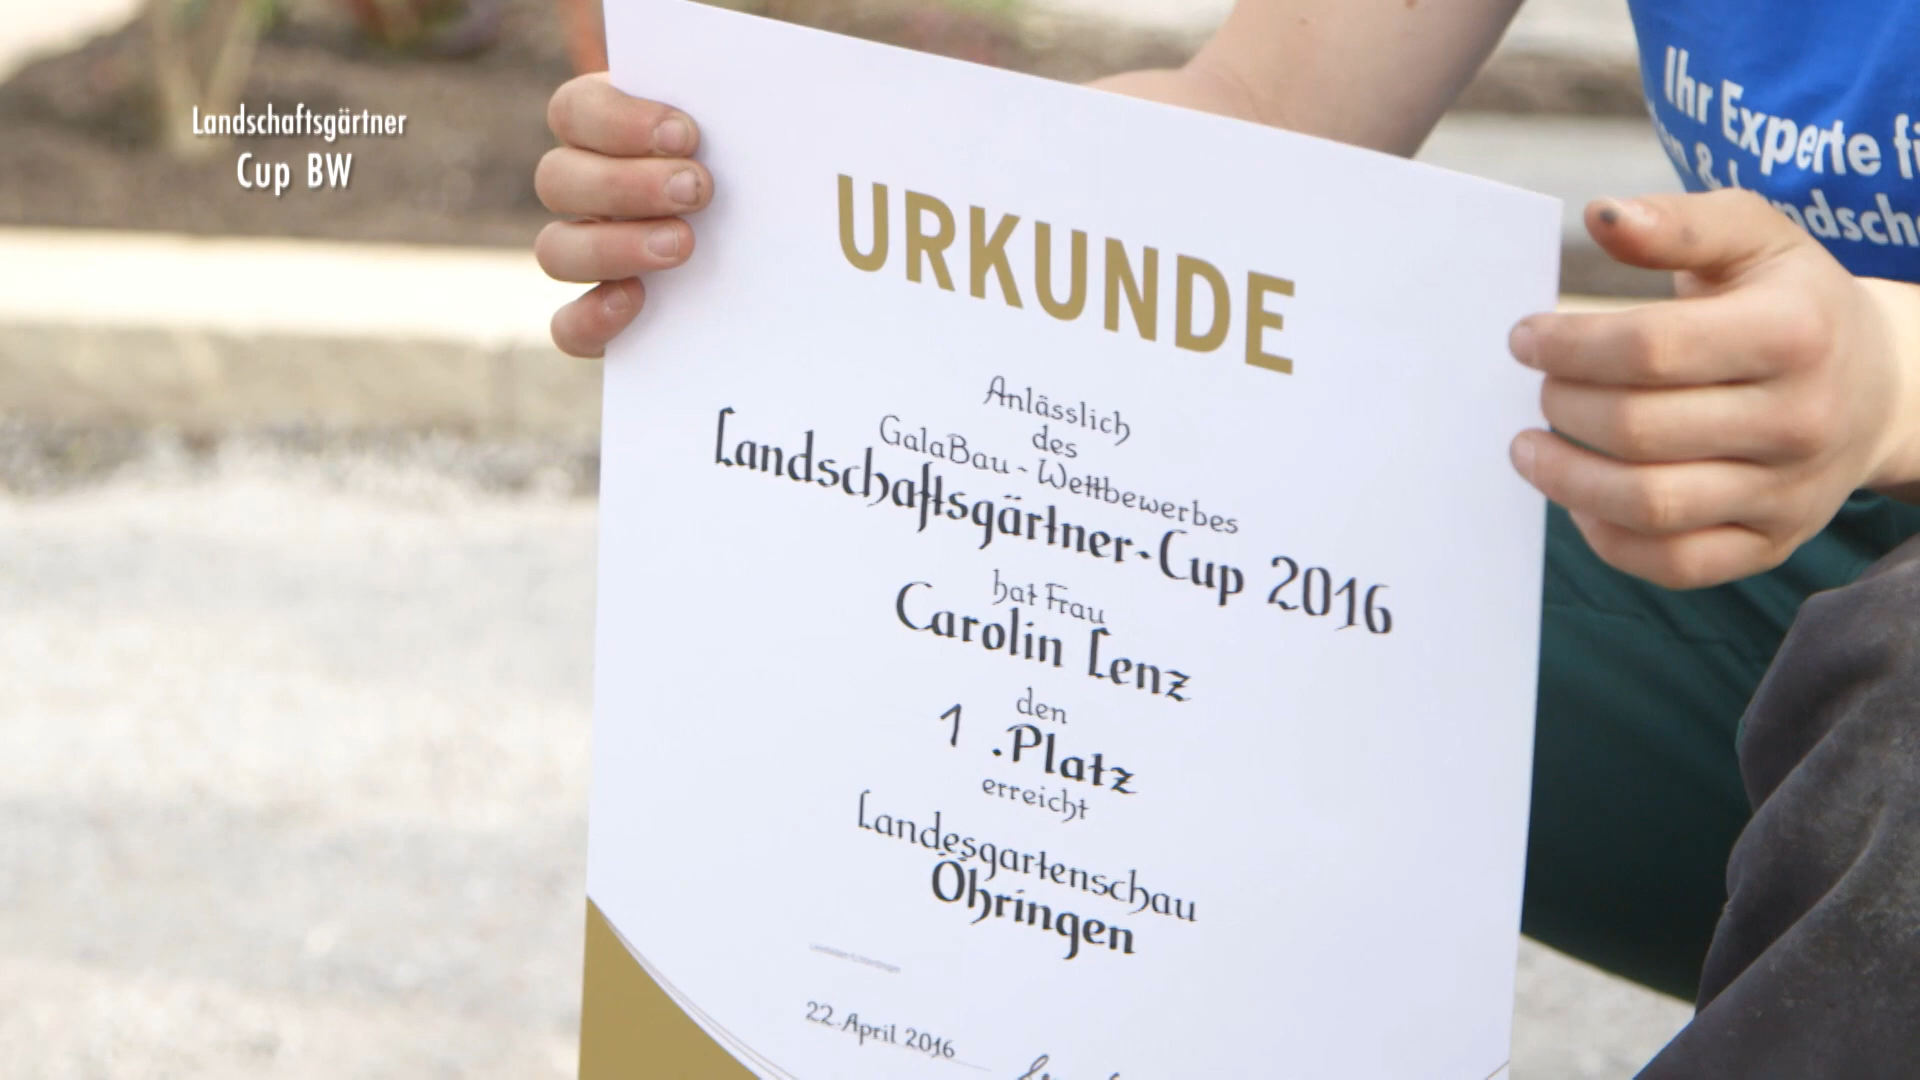 Landschaftsgärtner
Cup BW
Ihr Experte
URKUNDE
Anlässlich
des
GalaBau-Wettbewerbes
Landschaftsgärtner-Cup 2016
hat Frau
Carolin Lenz
den
1 .Platz
erreicht
Landesgartenschau
Öhringen
22. April 2016